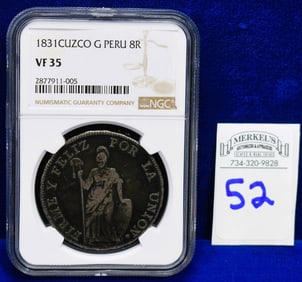 1831CUZCO G PERU 8R
VF 35
2877911-005
NUMISMATIC GUARANTY COMPANY
NGC
FIRME Y FELIZ POR LA UNION
MERKEL'S
734-320-9828
52